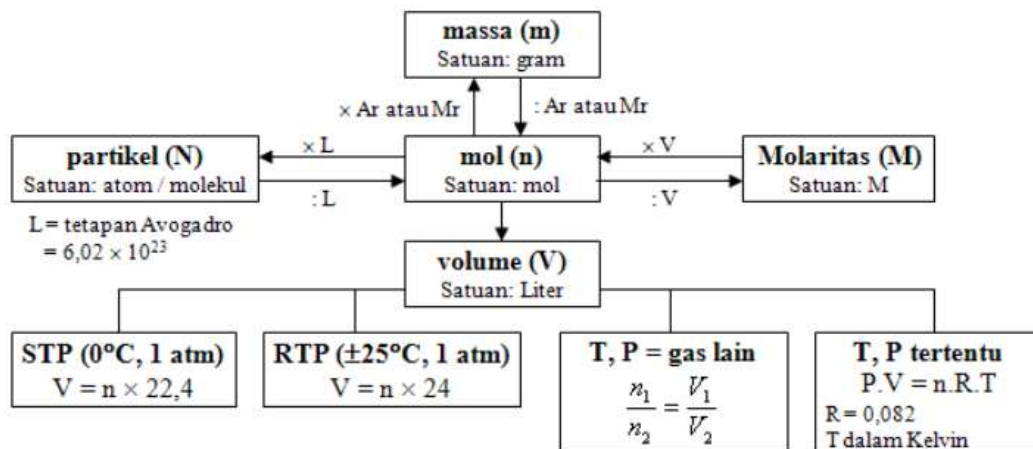 massa (m)
Satuan: gram
× Ar atau Mr
: Ar atau Mr
partikel (N)
Satuan: atom / molekul
× L
: L
mol (n)
Satuan: mol
× V
: V
Molaritas (M)
Satuan: M
L = tetapan Avogadro
= 6,02 × 10²³
volume (V)
Satuan: Liter
STP (0°C, 1 atm)
V = n × 22,4
RTP (±25°C, 1 atm)
V = n × 24
T, P = gas lain
n₁/n₂ = V₁/V₂
T, P tertentu
P.V = n.R.T
R = 0,082
T dalam Kelvin